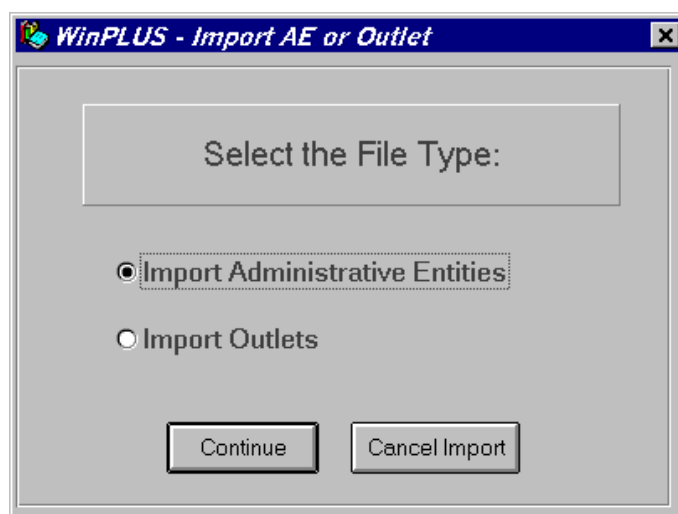 WinPLUS - Import AE or Outlet
Select the File Type:
Import Administrative Entities
Import Outlets
Continue Cancel Import